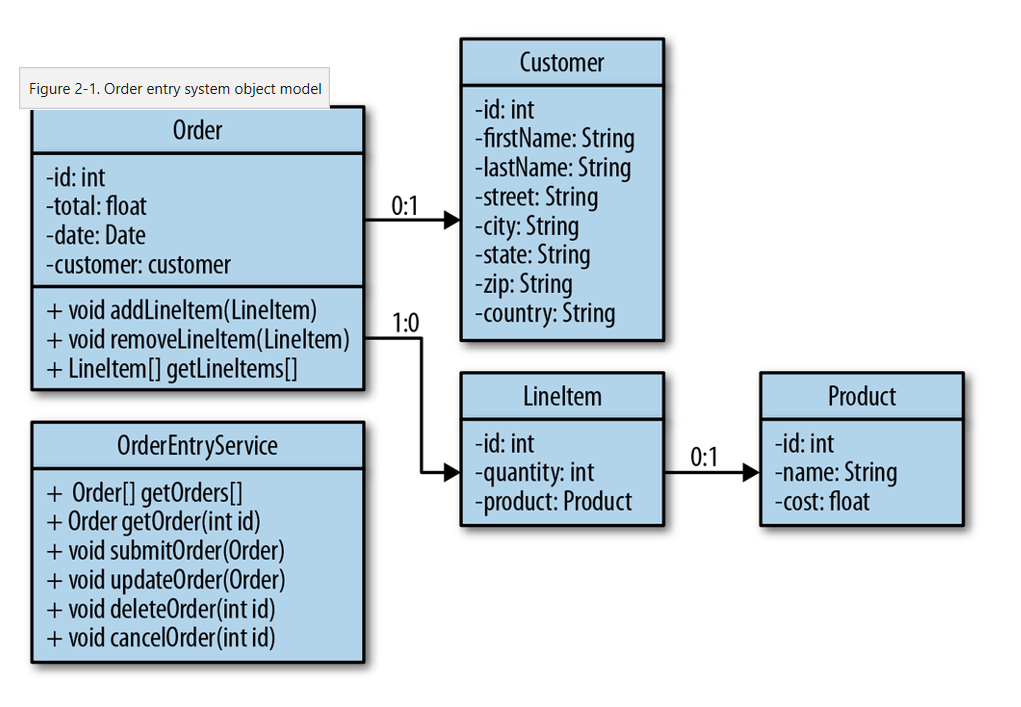 Figure 2-1. Order entry system object model
Order
-id: int
-total: float
-date: Date
-customer: customer
+ void addLineItem(LineItem)
+ void removeLineItem(LineItem)
+ LineItem[] getLineItems[]
0:1
1:0
Customer
-id: int
-firstName: String
-lastName: String
-street: String
-city: String
-state: String
-zip: String
-country: String
OrderEntryService
+ Order[] getOrders[]
+ Order getOrder(int id)
+ void submitOrder(Order)
+ void updateOrder(Order)
+ void deleteOrder(int id)
+ void cancelOrder(int id)
LineItem
-id: int
-quantity: int
-product: Product
0:1
Product
-id: int
-name: String
-cost: float